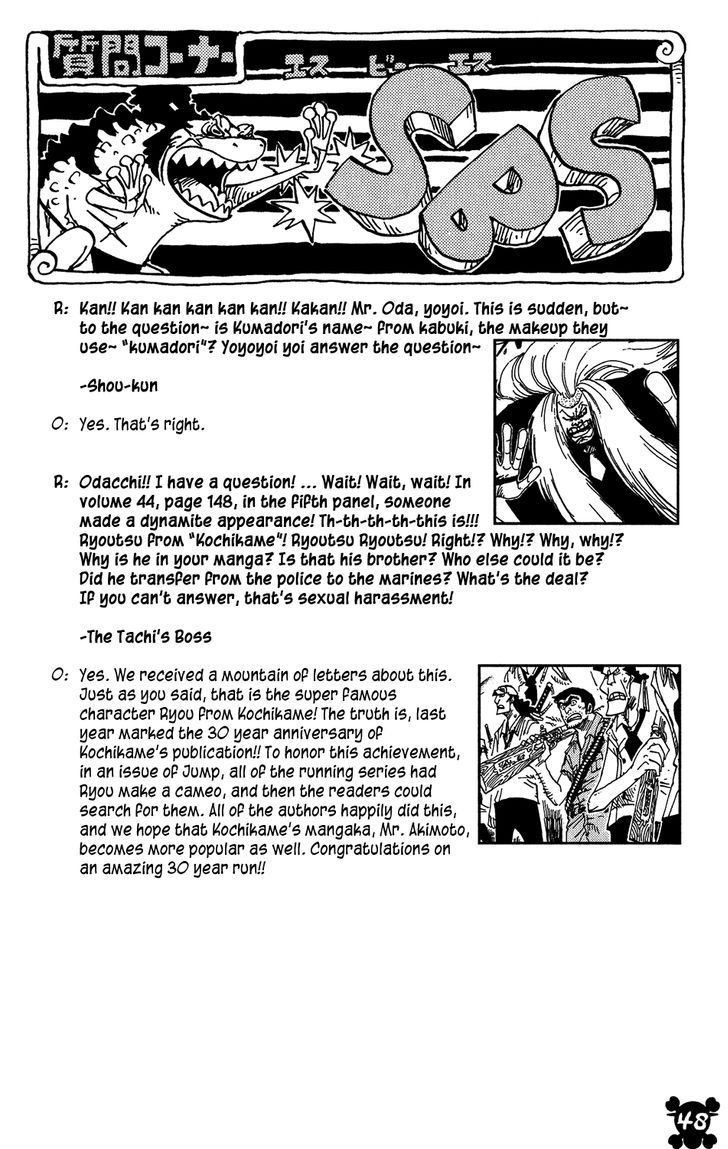 質問コーナー
エス ビー エス
SBS
R: Kan!! Kan kan kan kan kan!! Kakan!! Mr. Oda, yoyoi. This is sudden, but~
to the question~ is Kumadori's name~ from kabuki, the makeup they
use~ "kumadori"? Yoyoyoi yoi answer the question~
-Shou-kun
O: Yes. That's right.
R: Odacchi!! I have a question! ... Wait! Wait, wait! In
volume 44, page 148, in the fifth panel, someone
made a dynamite appearance! Th-th-th-th-this is!!!
Ryoutsu from "Kochikame"! Ryoutsu Ryoutsu! Right!? Why!? Why, why!?
Why is he in your manga? Is that his brother? Who else could it be?
Did he transfer from the police to the marines? What's the deal?
If you can't answer, that's sexual harassment!
-The Tachi's Boss
O: Yes. We received a mountain of letters about this.
Just as you said, that is the super famous
character Ryou from Kochikame! The truth is, last
year marked the 30 year anniversary of
Kochikame's publication!! To honor this achievement,
in an issue of Jump, all of the running series had
Ryou make a cameo, and then the readers could
search for them. All of the authors happily did this,
and we hope that Kochikame's mangaka, Mr. Akimoto,
becomes more popular as well. Congratulations on
an amazing 30 year run!!
48